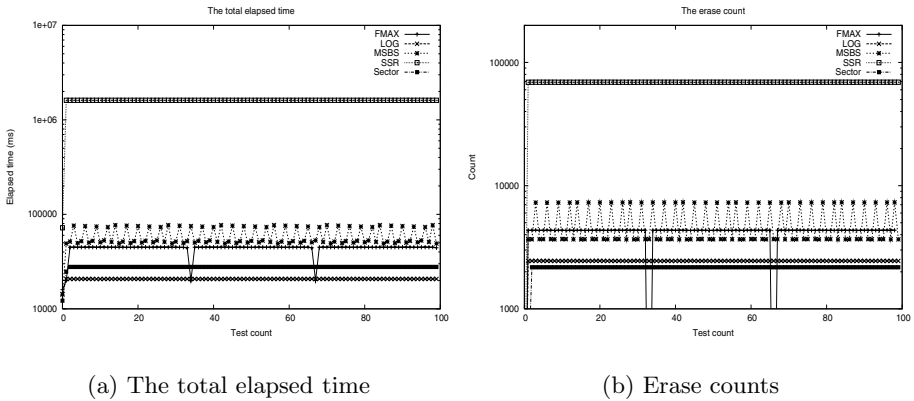 The total elapsed time
1e+07
1e+06
100000
10000
Elapsed time (ms)
FMAX
LOG
MSBS
SSR
Sector
0 20 40 60 80 100
Test count
(a) The total elapsed time
The erase count
100000
10000
1000
Count
FMAX
LOG
MSBS
SSR
Sector
0 20 40 60 80 100
Test count
(b) Erase counts